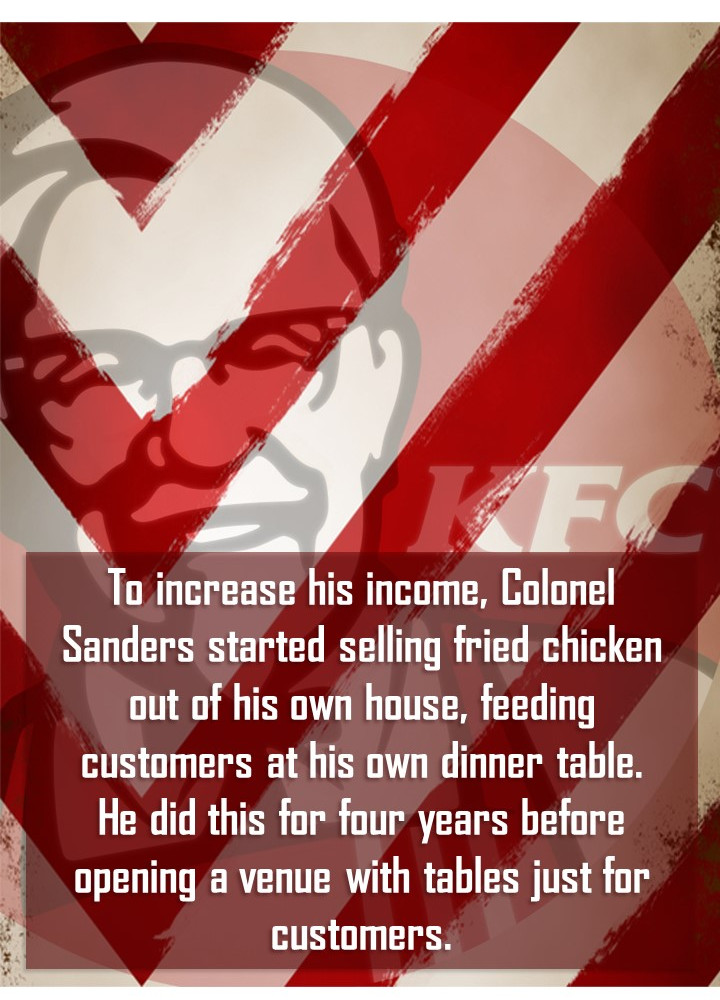 KFC
To increase his income, Colonel
Sanders started selling fried chicken
out of his own house, feeding
customers at his own dinner table.
He did this for four years before
opening a venue with tables just for
customers.